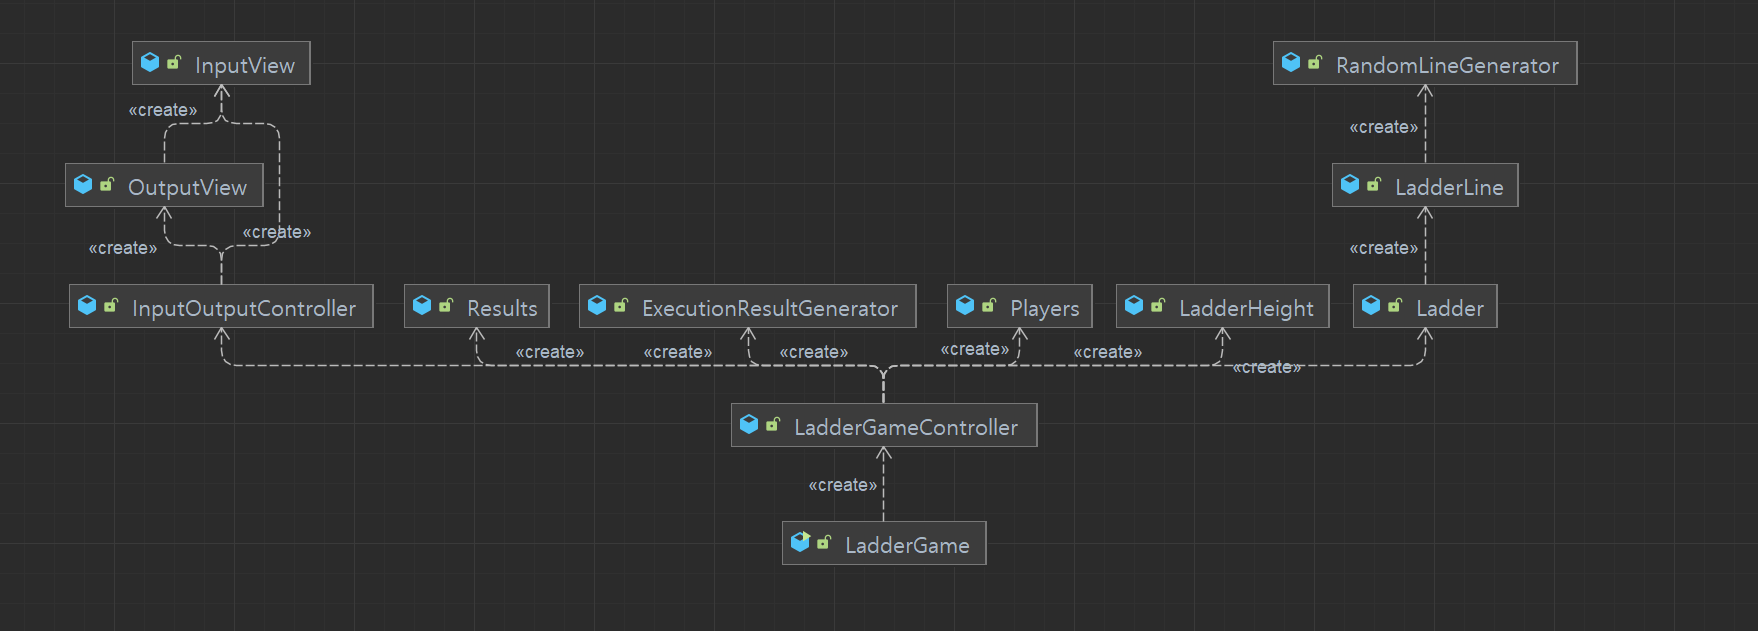 InputView
RandomLineGenerator
«create»
«create»
OutputView
LadderLine
«create»
«create»
«create»
InputOutputController
Results
ExecutionResultGenerator
Players
LadderHeight
Ladder
«create»
«create»
«create»
«create»
«create»
«create»
LadderGameController
«create»
LadderGame